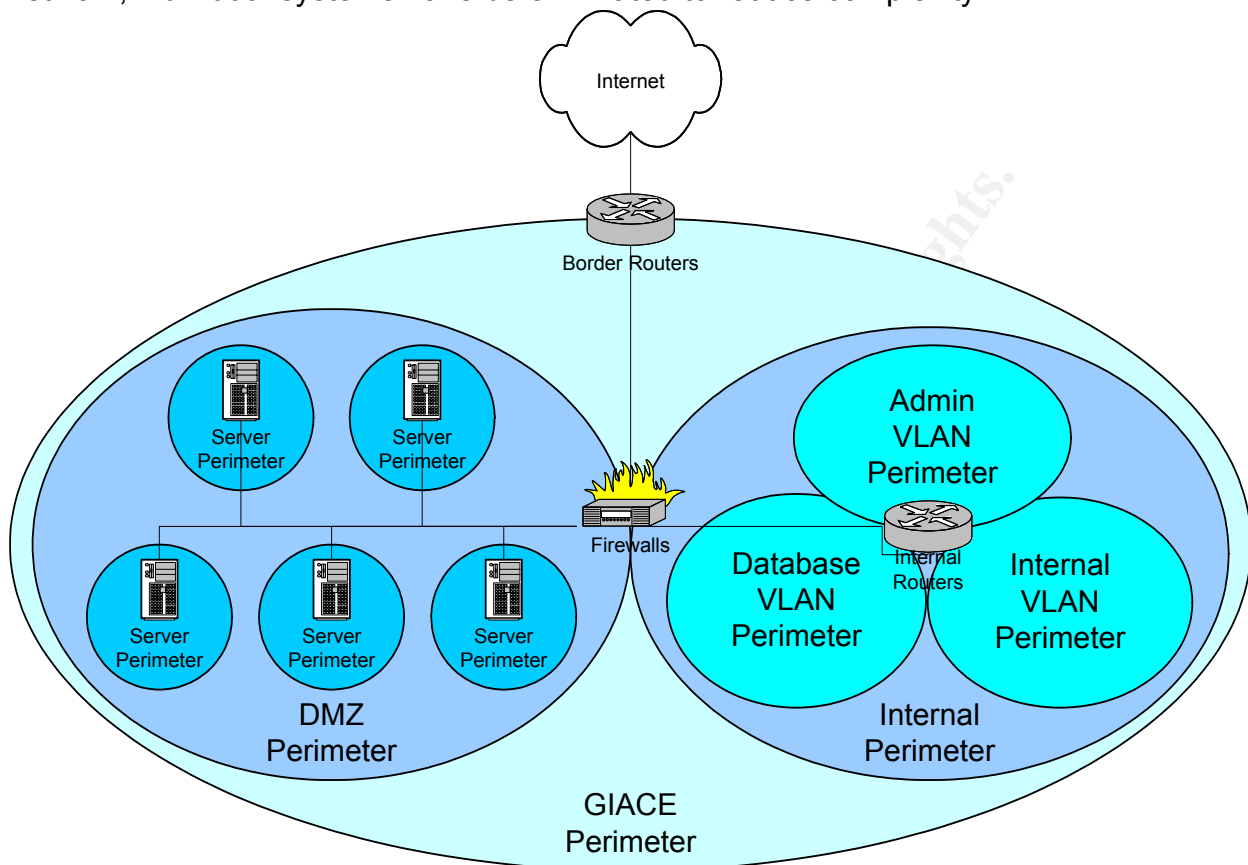 Internet
ghts.
Border Routers
Server
Perimeter
Server
Perimeter
Admin
VLAN
Perimeter
Firewalls
Internal
Routers
Database
VLAN
Perimeter
Internal
VLAN
Perimeter
Server
Perimeter
Server
Perimeter
Server
Perimeter
DMZ
Perimeter
Internal
Perimeter
GIACE
Perimeter